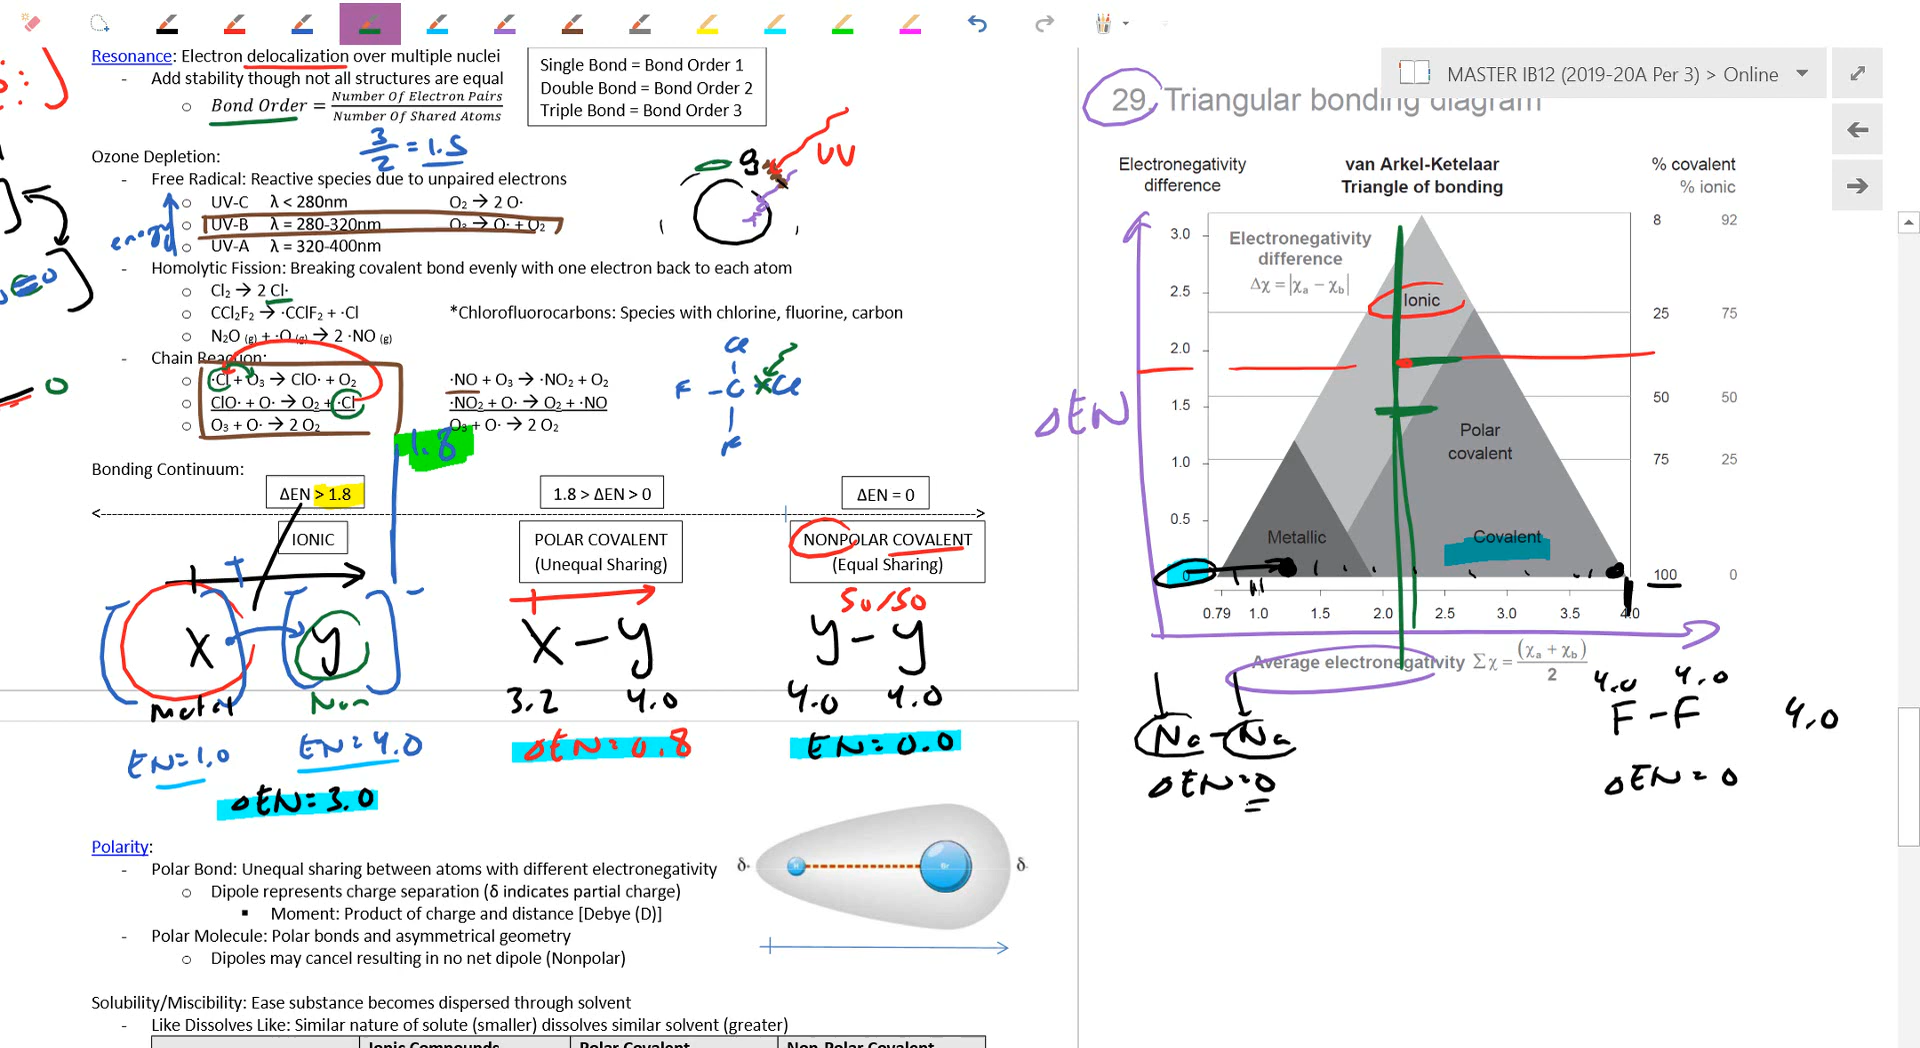 Resonance: Electron delocalization over multiple nuclei
- Add stability though not all structures are equal
o Bond Order = Number Of Electron Pairs / Number Of Shared Atoms
Single Bond = Bond Order 1
Double Bond = Bond Order 2
Triple Bond = Bond Order 3
3/2 = 1.5
Ozone Depletion:
- Free Radical: Reactive species due to unpaired electrons
o UV-C λ < 280nm O₂ → 2 O·
o UV-B λ = 280-320nm O₃ → O· + O₂
o UV-A λ = 320-400nm
energy
UV
- Homolytic Fission: Breaking covalent bond evenly with one electron back to each atom
o Cl₂ → 2 Cl·
o CCl₂F₂ → ·CClF₂ + ·Cl
*Chlorofluorocarbons: Species with chlorine, fluorine, carbon
o N₂O (g) + ·O (g) → 2 ·NO (g)
- Chain Reaction:
o ·Cl + O₃ → ClO· + O₂ ·NO + O₃ → ·NO₂ + O₂
o ClO· + O· → O₂ + ·Cl ·NO₂ + O· → O₂ + ·NO
o O₃ + O· → 2 O₂ O₃ + O· → 2 O₂
Cl
F - C Cl
F
1.8
Bonding Continuum:
ΔEN > 1.8 1.8 > ΔEN > 0 ΔEN = 0
IONIC
POLAR COVALENT
(Unequal Sharing)
NONPOLAR COVALENT
(Equal Sharing)
50/50
X y X - y y - y
Metal Non 3.2 4.0 4.0 4.0
EN=1.0 EN=4.0 ΔEN=0.8 EN=0.0
ΔEN=3.0
Polarity:
- Polar Bond: Unequal sharing between atoms with different electronegativity
o Dipole represents charge separation (δ indicates partial charge)
▪ Moment: Product of charge and distance [Debye (D)]
- Polar Molecule: Polar bonds and asymmetrical geometry
o Dipoles may cancel resulting in no net dipole (Nonpolar)
δ- Br δ-
Solubility/Miscibility: Ease substance becomes dispersed through solvent
- Like Dissolves Like: Similar nature of solute (smaller) dissolves similar solvent (greater)
Ionic Compounds Polar Covalent Non-Polar Covalent
MASTER IB12 (2019-20A Per 3) > Online
29. Triangular bonding diagram
Electronegativity
difference
van Arkel-Ketelaar
Triangle of bonding
% covalent
% ionic
Electronegativity
difference
Δχ = |χa − χb|
3.0 8 92
2.5 Ionic 25 75
2.0
1.5 50 50
ΔEN
Polar
covalent
1.0 75 25
0.5
Metallic Covalent
0 100 0
0.79 1.0 1.5 2.0 2.5 3.0 3.5 4.0
Average electronegativity Σχ = (χa + χb) / 2
4.0 4.0
Na - Na F - F 4.0
ΔEN=0 ΔEN=0